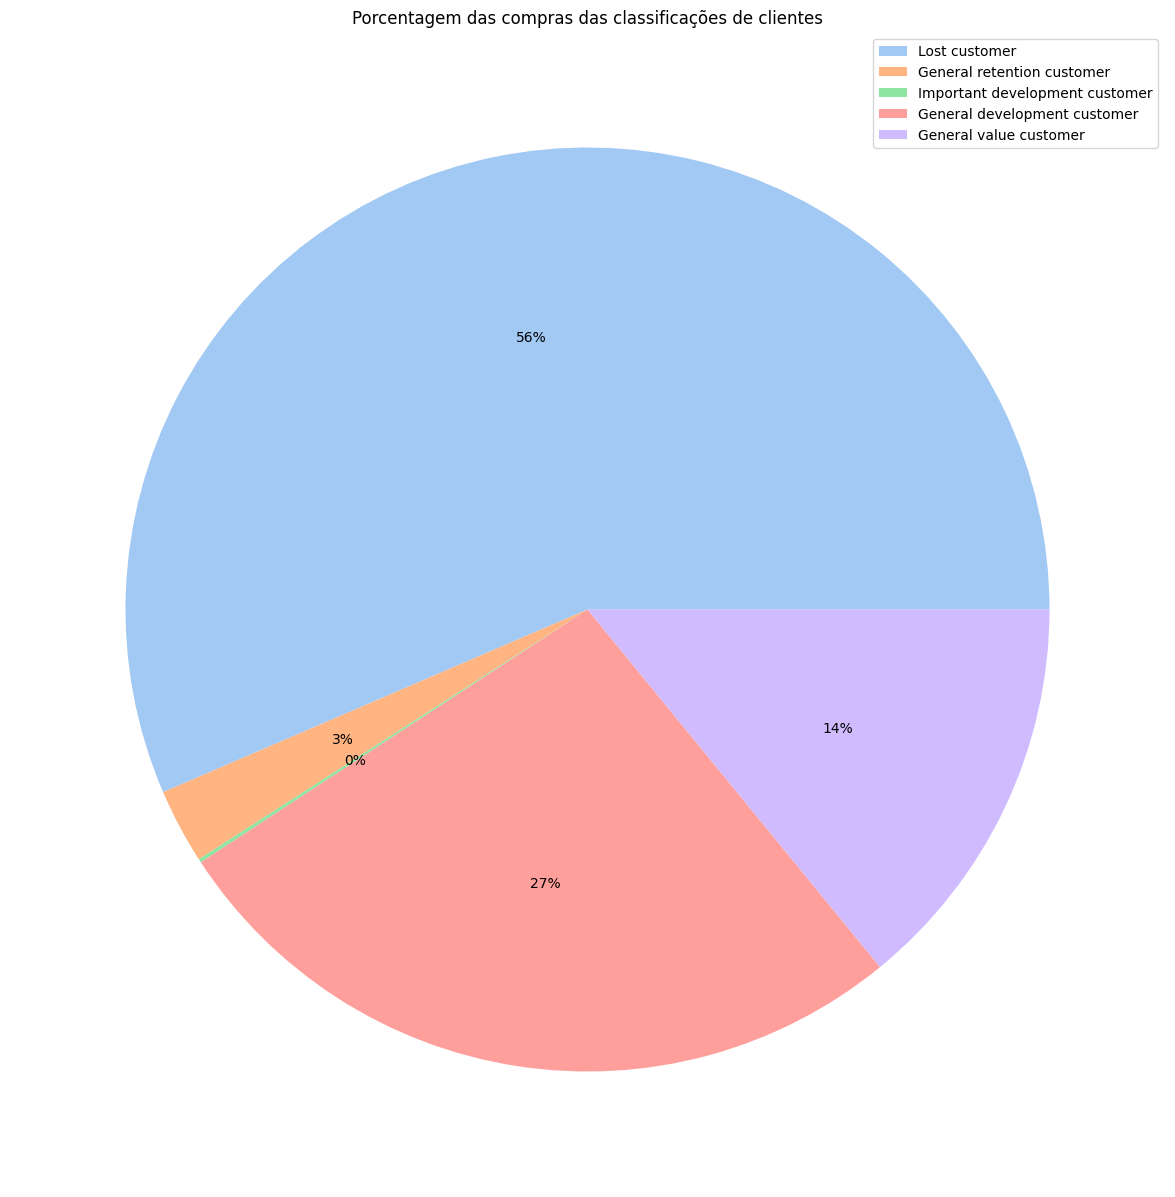 Porcentagem das compras das classificações de clientes
Lost customer
General retention customer
Important development customer
General development customer
General value customer
56%
3%
0%
14%
27%